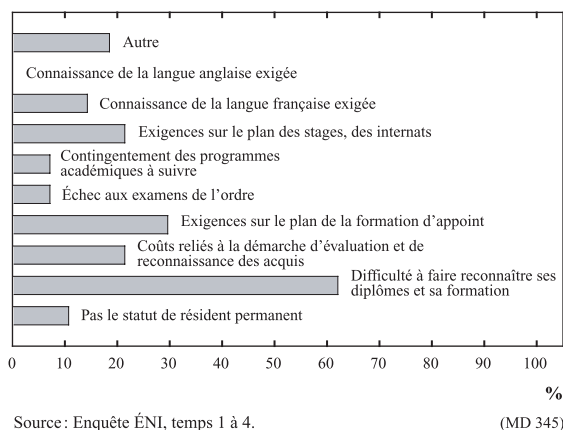 Autre
Connaissance de la langue anglaise exigée
Connaissance de la langue française exigée
Exigences sur le plan des stages, des internats
Contingentement des programmes
académiques à suivre
Échec aux examens de l'ordre
Exigences sur le plan de la formation d'appoint
Coûts reliés à la démarche d'évaluation et de
reconnaissance des acquis
Difficulté à faire reconnaître ses
diplômes et sa formation
Pas le statut de résident permanent
0 10 20 30 40 50 60 70 80 90 100
%
Source : Enquête ÉNI, temps 1 à 4. (MD 345)